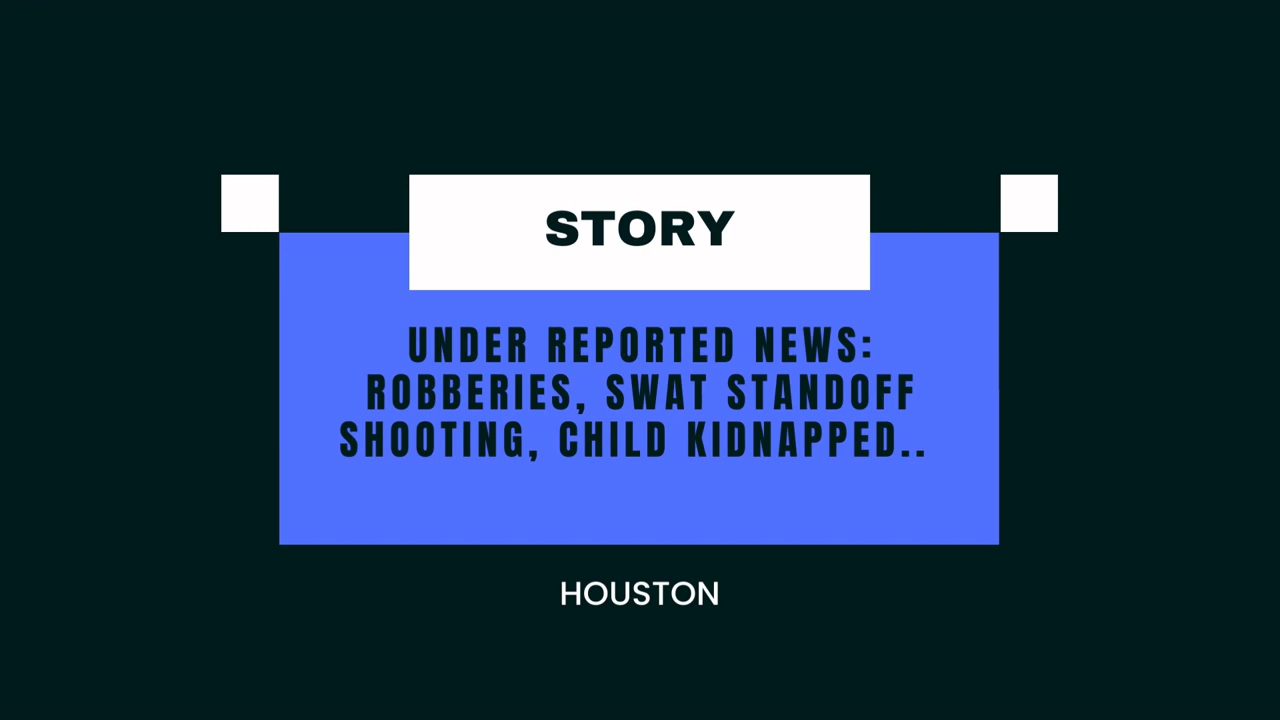 STORY
UNDER REPORTED NEWS:
ROBBERIES, SWAT STANDOFF
SHOOTING, CHILD KIDNAPPED..
HOUSTON